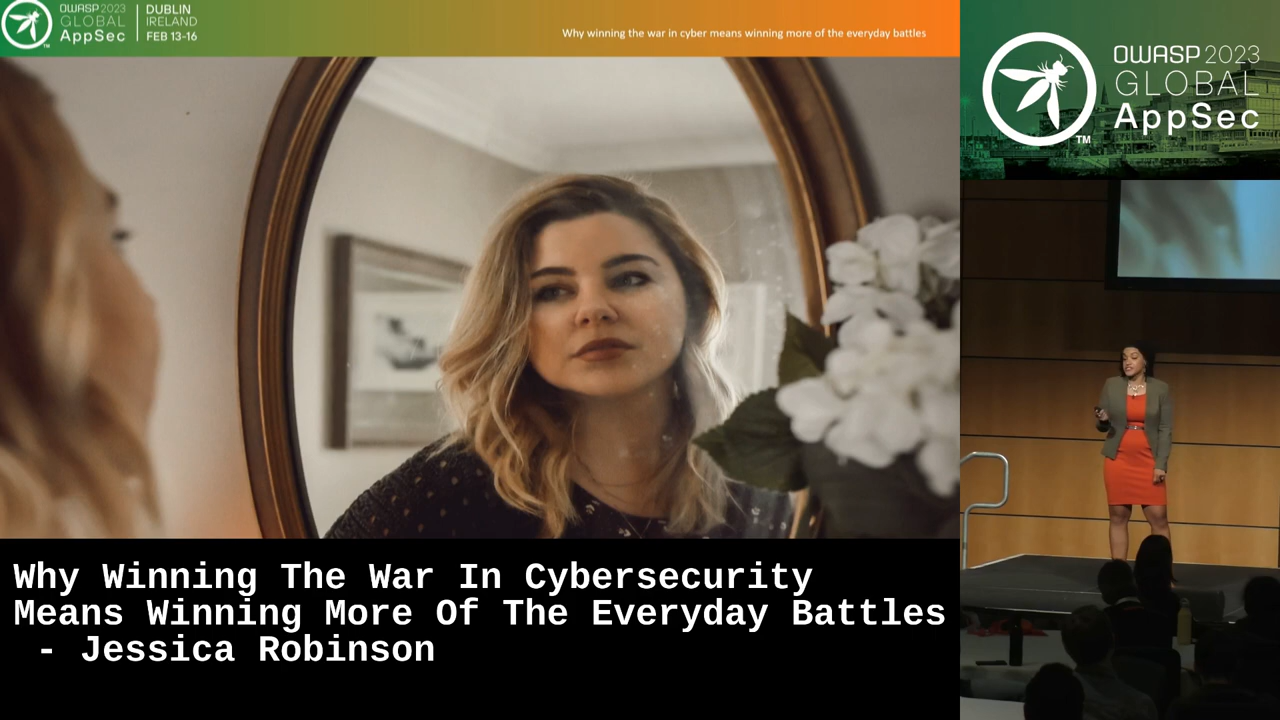 OWASP 2023
GLOBAL
AppSec
TM
DUBLIN
IRELAND
FEB 13-16
Why winning the war in cyber means winning more of the everyday battles
OWASP 2023
GLOBAL
AppSec
TM
Why Winning The War In Cybersecurity
Means Winning More Of The Everyday Battles
- Jessica Robinson